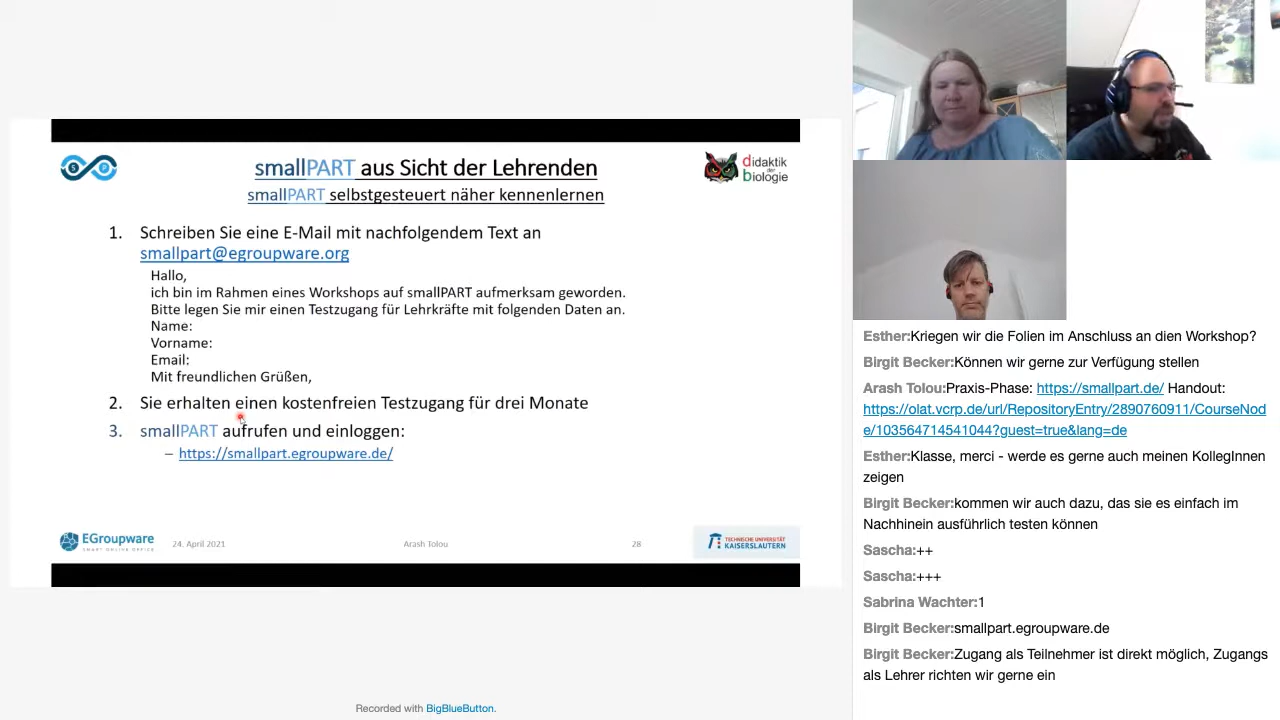 S P
smallPART aus Sicht der Lehrenden
smallPART selbstgesteuert näher kennenlernen
didaktik
der
biologie
1. Schreiben Sie eine E-Mail mit nachfolgendem Text an
smallpart@egroupware.org
Hallo,
ich bin im Rahmen eines Workshops auf smallPART aufmerksam geworden.
Bitte legen Sie mir einen Testzugang für Lehrkräfte mit folgenden Daten an.
Name:
Vorname:
Email:
Mit freundlichen Grüßen,
2. Sie erhalten einen kostenfreien Testzugang für drei Monate
3. smallPART aufrufen und einloggen:
– https://smallpart.egroupware.de/
EGroupware
SMART ONLINE OFFICE
24. April 2021
Arash Tolou
28
TECHNISCHE UNIVERSITÄT
KAISERSLAUTERN
Recorded with BigBlueButton.
Esther:Kriegen wir die Folien im Anschluss an dien Workshop?
Birgit Becker:Können wir gerne zur Verfügung stellen
Arash Tolou:Praxis-Phase: https://smallpart.de/ Handout:
https://olat.vcrp.de/url/RepositoryEntry/2890760911/CourseNod
e/103564714541044?guest=true&lang=de
Esther:Klasse, merci - werde es gerne auch meinen KollegInnen
zeigen
Birgit Becker:kommen wir auch dazu, das sie es einfach im
Nachhinein ausführlich testen können
Sascha:++
Sascha:+++
Sabrina Wachter:1
Birgit Becker:smallpart.egroupware.de
Birgit Becker:Zugang als Teilnehmer ist direkt möglich, Zugangs
als Lehrer richten wir gerne ein